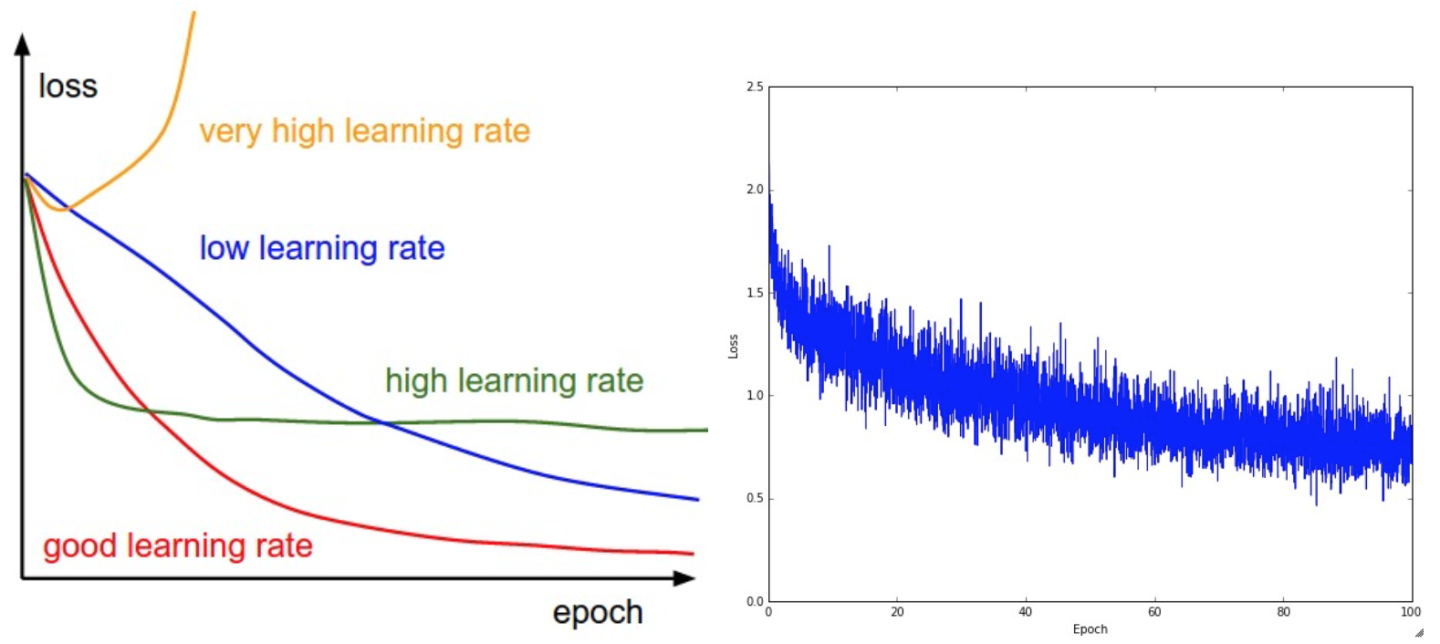 loss
very high learning rate
low learning rate
high learning rate
good learning rate
epoch
2.5
2.0
1.5
1.0
0.5
0.0
Loss
0 20 40 60 80 100
Epoch